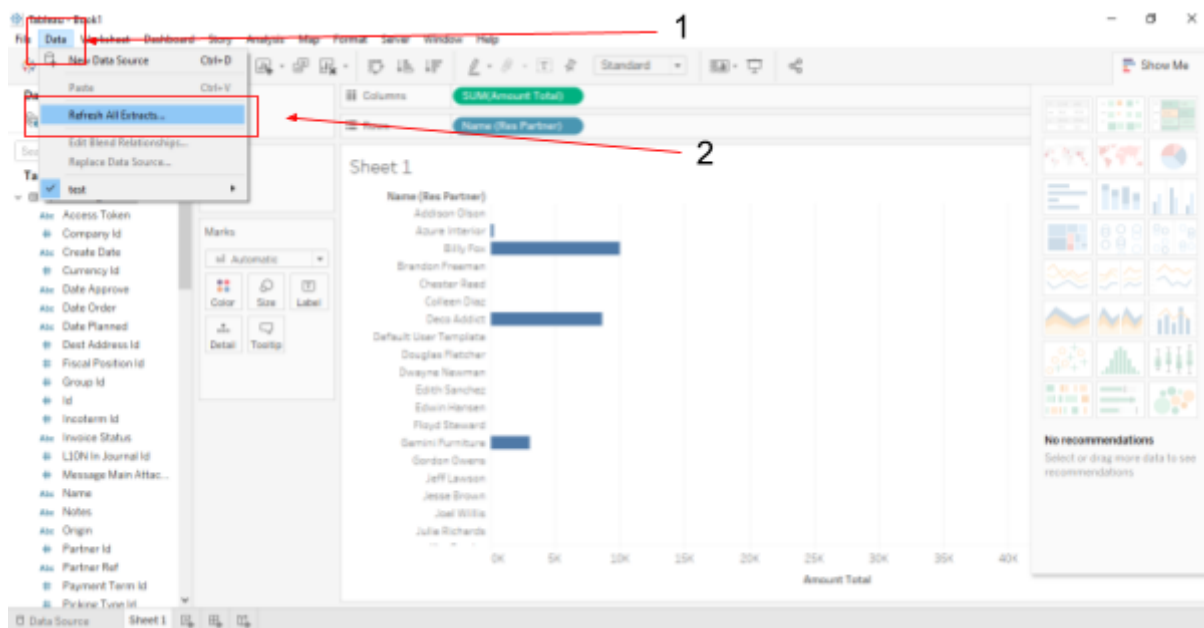 Tableau - Book1
File Data Worksheet Dashboard Story Analysis Map Format Server Window Help
1
New Data Source Ctrl+D
Paste Ctrl+V
Refresh All Extracts...
Edit Blend Relationships...
Replace Data Source...
test
2
Standard
Show Me
Columns SUM(Amount Total)
Rows Name (Res Partner)
Access Token
Company Id
Create Date
Currency Id
Date Approve
Date Order
Date Planned
Dest Address Id
Fiscal Position Id
Group Id
Id
Incoterm Id
Invoice Status
L10N In Journal Id
Message Main Attac...
Name
Notes
Origin
Partner Id
Partner Ref
Payment Term Id
Picking Type Id
Marks
Automatic
Color Size Label
Detail Tooltip
Sheet 1
Name (Res Partner)
Addison Olson
Azure Interior
Billy Fox
Brandon Freeman
Chester Reed
Colleen Diaz
Deco Addict
Default User Template
Douglas Fletcher
Dwayne Newman
Edith Sanchez
Edwin Hansen
Floyd Steward
Gemini Furniture
Gordon Owens
Jeff Lawson
Jesse Brown
Joel Willis
Julie Richards
0K 5K 10K 15K 20K 25K 30K 35K 40K
Amount Total
No recommendations
Select or drag more data to see
recommendations
Data Source Sheet 1